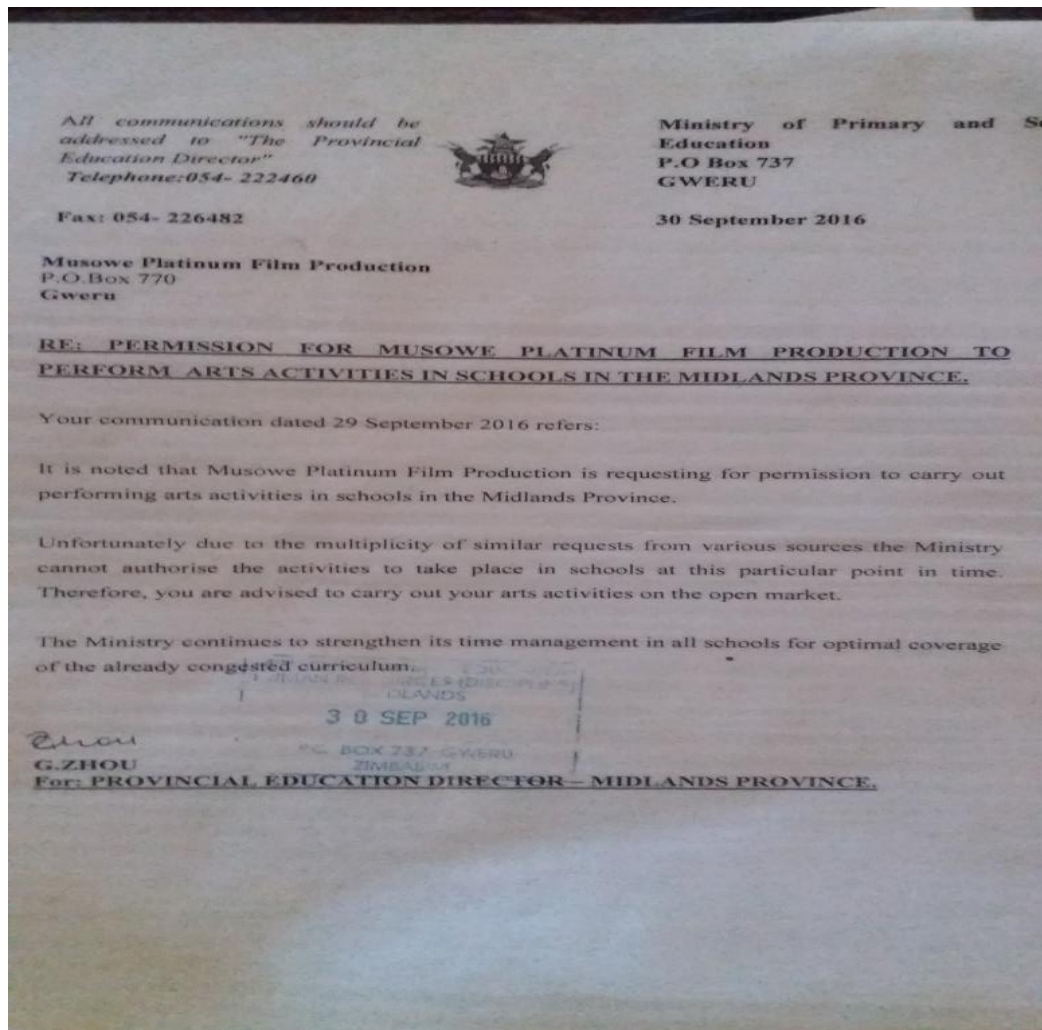 All communications should be
addressed to "The Provincial
Education Director"
Telephone:054- 222460
Fax: 054- 226482
Ministry of Primary and
Education
P.O Box 737
GWERU
30 September 2016
Musowe Platinum Film Production
P.O.Box 770
Gweru
RE: PERMISSION FOR MUSOWE PLATINUM FILM PRODUCTION TO
PERFORM ARTS ACTIVITIES IN SCHOOLS IN THE MIDLANDS PROVINCE.
Your communication dated 29 September 2016 refers:
It is noted that Musowe Platinum Film Production is requesting for permission to carry out
performing arts activities in schools in the Midlands Province.
Unfortunately due to the multiplicity of similar requests from various sources the Ministry
cannot authorise the activities to take place in schools at this particular point in time.
Therefore, you are advised to carry out your arts activities on the open market.
The Ministry continues to strengthen its time management in all schools for optimal coverage
of the already congested curriculum.
30 SEP 2016
BOX 737 GWERU
ZIMBABWE
Zhou
G.ZHOU
For: PROVINCIAL EDUCATION DIRECTOR – MIDLANDS PROVINCE.